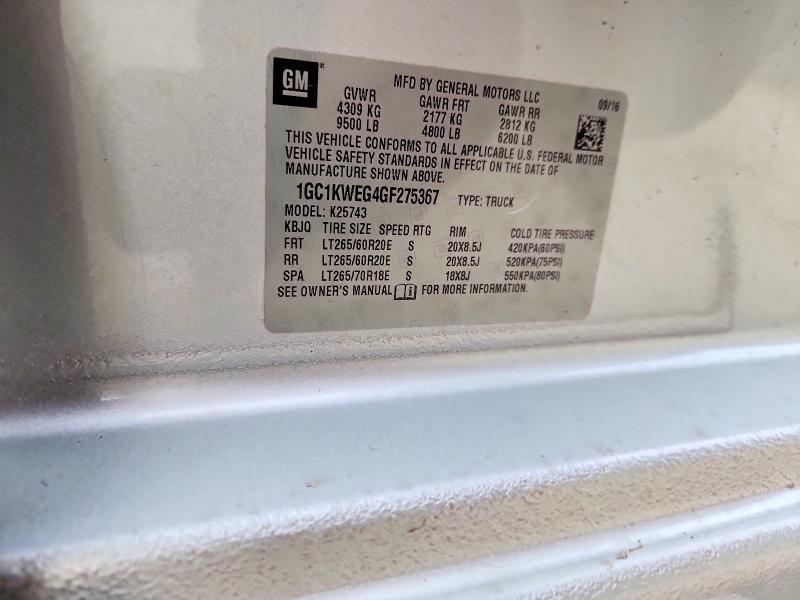 GM
MFD BY GENERAL MOTORS LLC
09/16
GVWR GAWR FRT GAWR RR
4309 KG 2177 KG 2812 KG
9500 LB 4800 LB 6200 LB
THIS VEHICLE CONFORMS TO ALL APPLICABLE U.S. FEDERAL MOTOR
VEHICLE SAFETY STANDARDS IN EFFECT ON THE DATE OF
MANUFACTURE SHOWN ABOVE.
1GC1KWEG4GF275367 TYPE: TRUCK
MODEL: K25743
KBJQ TIRE SIZE SPEED RTG RIM COLD TIRE PRESSURE
FRT LT265/60R20E S 20X8.5J 420KPA(60PSI)
RR LT265/60R20E S 20X8.5J 520KPA(75PSI)
SPA LT265/70R18E S 18X8J 550KPA(80PSI)
SEE OWNER'S MANUAL FOR MORE INFORMATION.